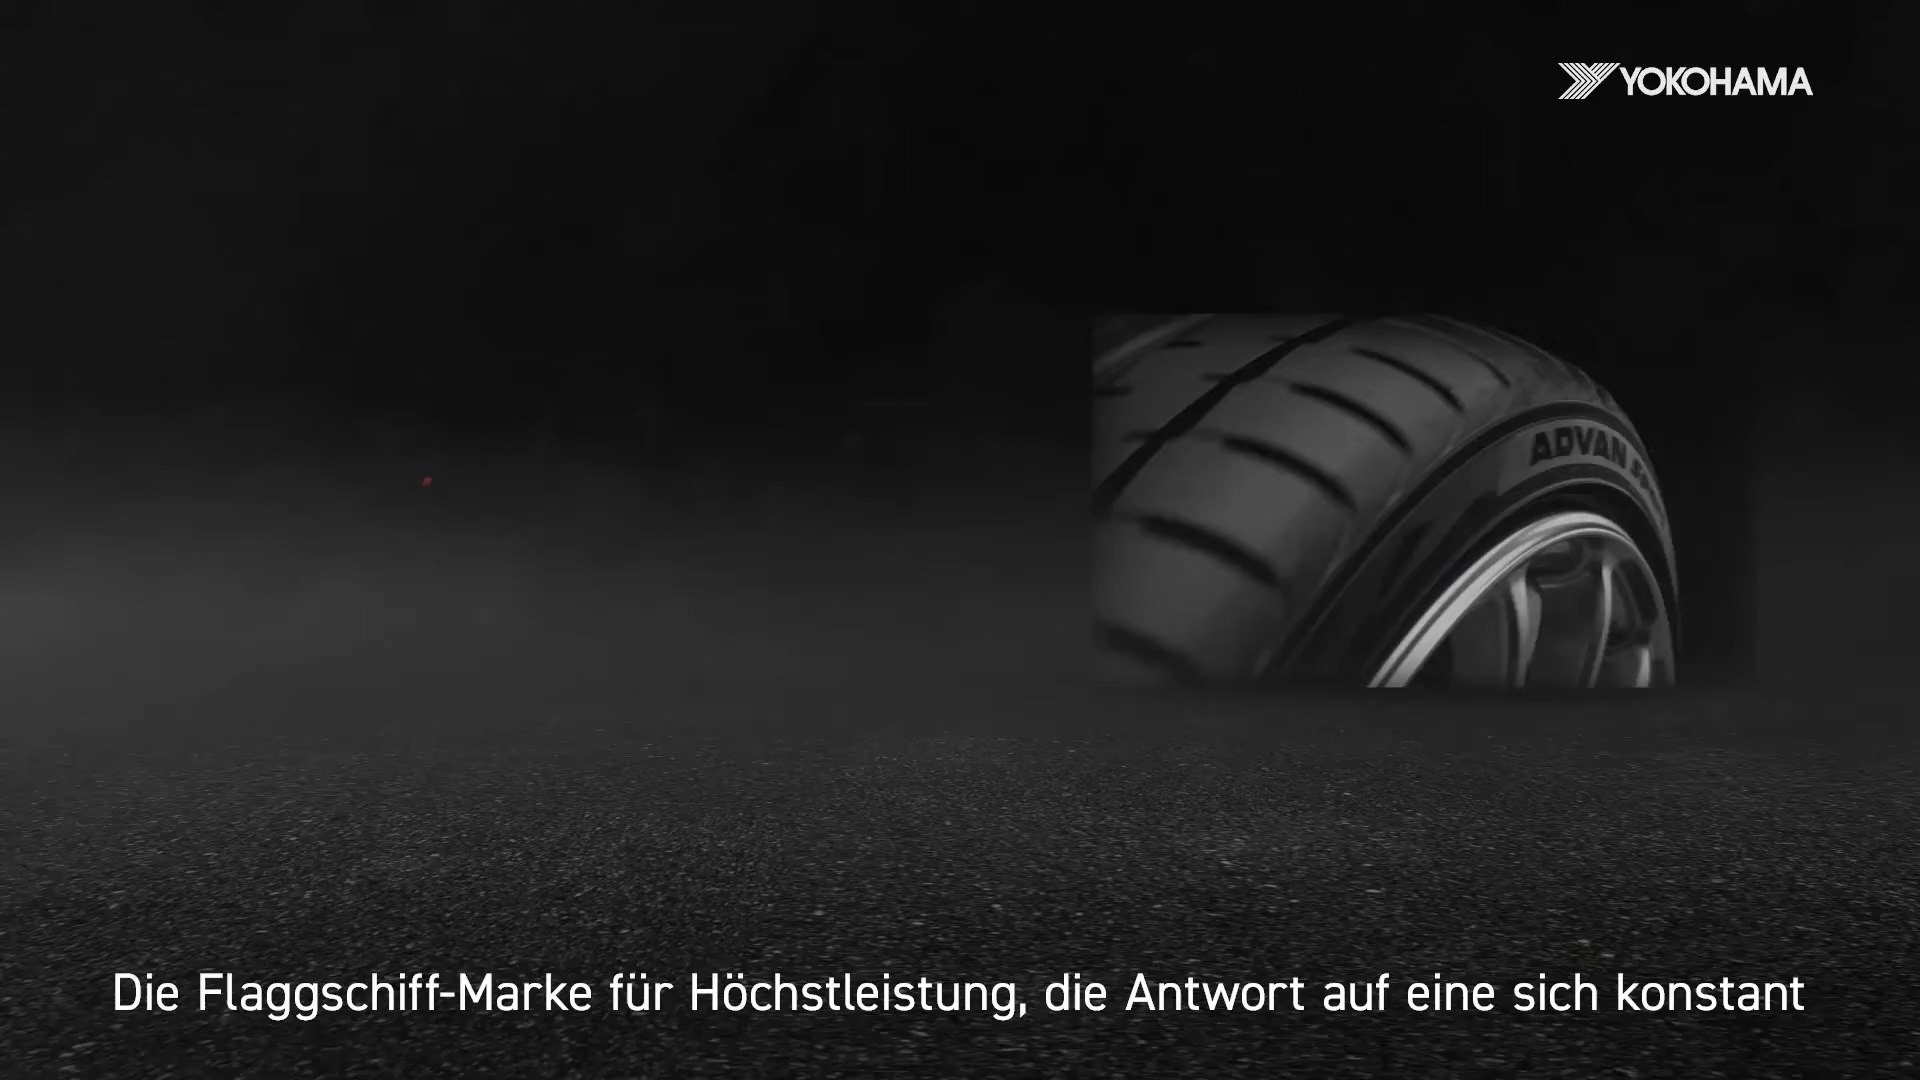 YOKOHAMA
ADVAN
Die Flaggschiff-Marke für Höchstleistung, die Antwort auf eine sich konstant